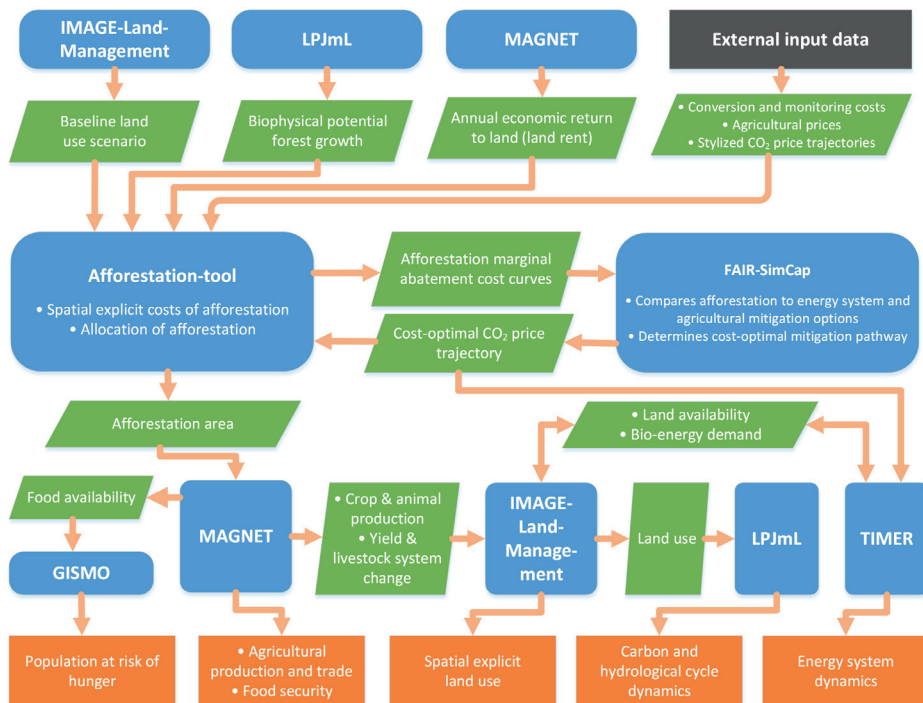 IMAGE-Land-
Management
LPJmL
MAGNET
External input data
Baseline land
use scenario
Biophysical potential
forest growth
Annual economic return
to land (land rent)
• Conversion and monitoring costs
• Agricultural prices
• Stylized CO₂ price trajectories
Afforestation-tool
• Spatial explicit costs of afforestation
• Allocation of afforestation
Afforestation marginal
abatement cost curves
FAIR-SimCap
• Compares afforestation to energy system and
agricultural mitigation options
• Determines cost-optimal mitigation pathway
Cost-optimal CO₂ price
trajectory
Afforestation area
• Land availability
• Bio-energy demand
Food availability
MAGNET
• Crop & animal
production
• Yield &
livestock system
change
IMAGE-
Land-
Manage-
ment
Land use
LPJmL
TIMER
GISMO
Population at risk of
hunger
• Agricultural
production and trade
• Food security
Spatial explicit
land use
Carbon and
hydrological cycle
dynamics
Energy system
dynamics